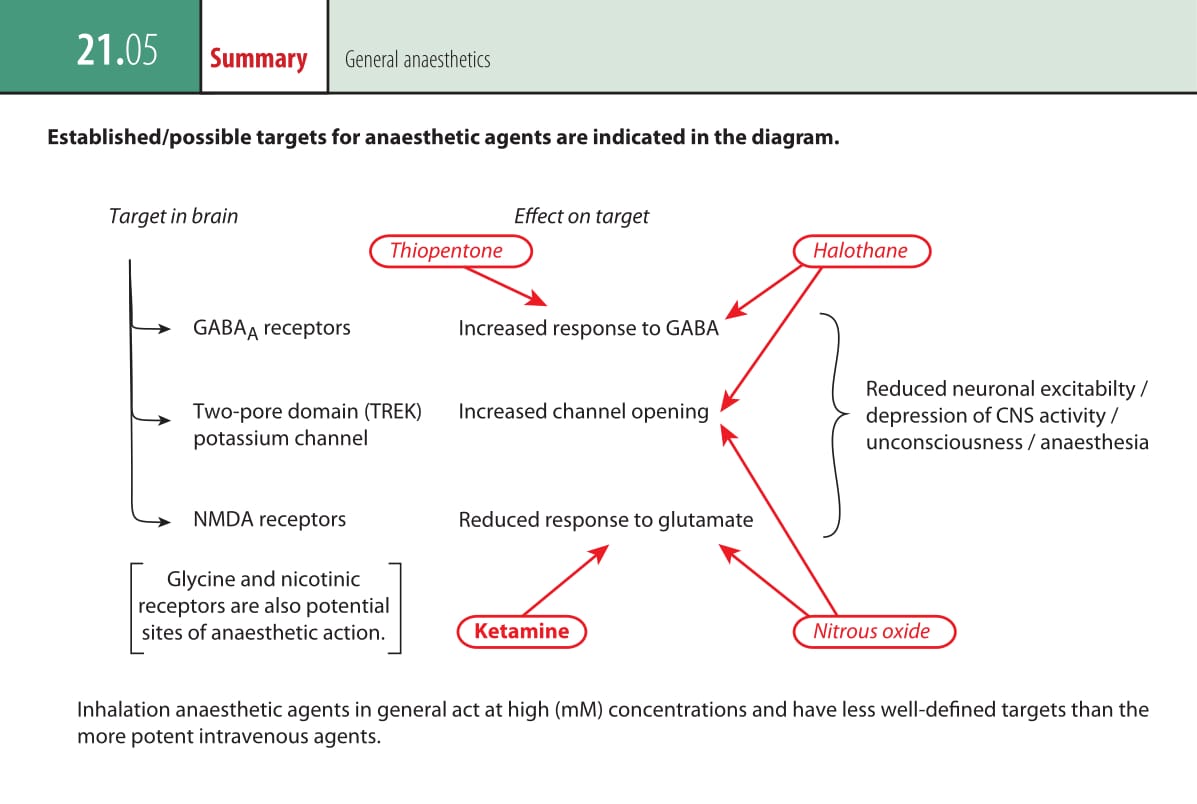 21.05
Summary
General anaesthetics
Established/possible targets for anaesthetic agents are indicated in the diagram.
Target in brain
Effect on target
Thiopentone
Halothane
GABAA receptors
Increased response to GABA
Two-pore domain (TREK)
potassium channel
Increased channel opening
Reduced neuronal excitabilty /
depression of CNS activity /
unconsciousness / anaesthesia
NMDA receptors
Reduced response to glutamate
Glycine and nicotinic
receptors are also potential
sites of anaesthetic action.
Ketamine
Nitrous oxide
Inhalation anaesthetic agents in general act at high (mM) concentrations and have less well-defined targets than the
more potent intravenous agents.